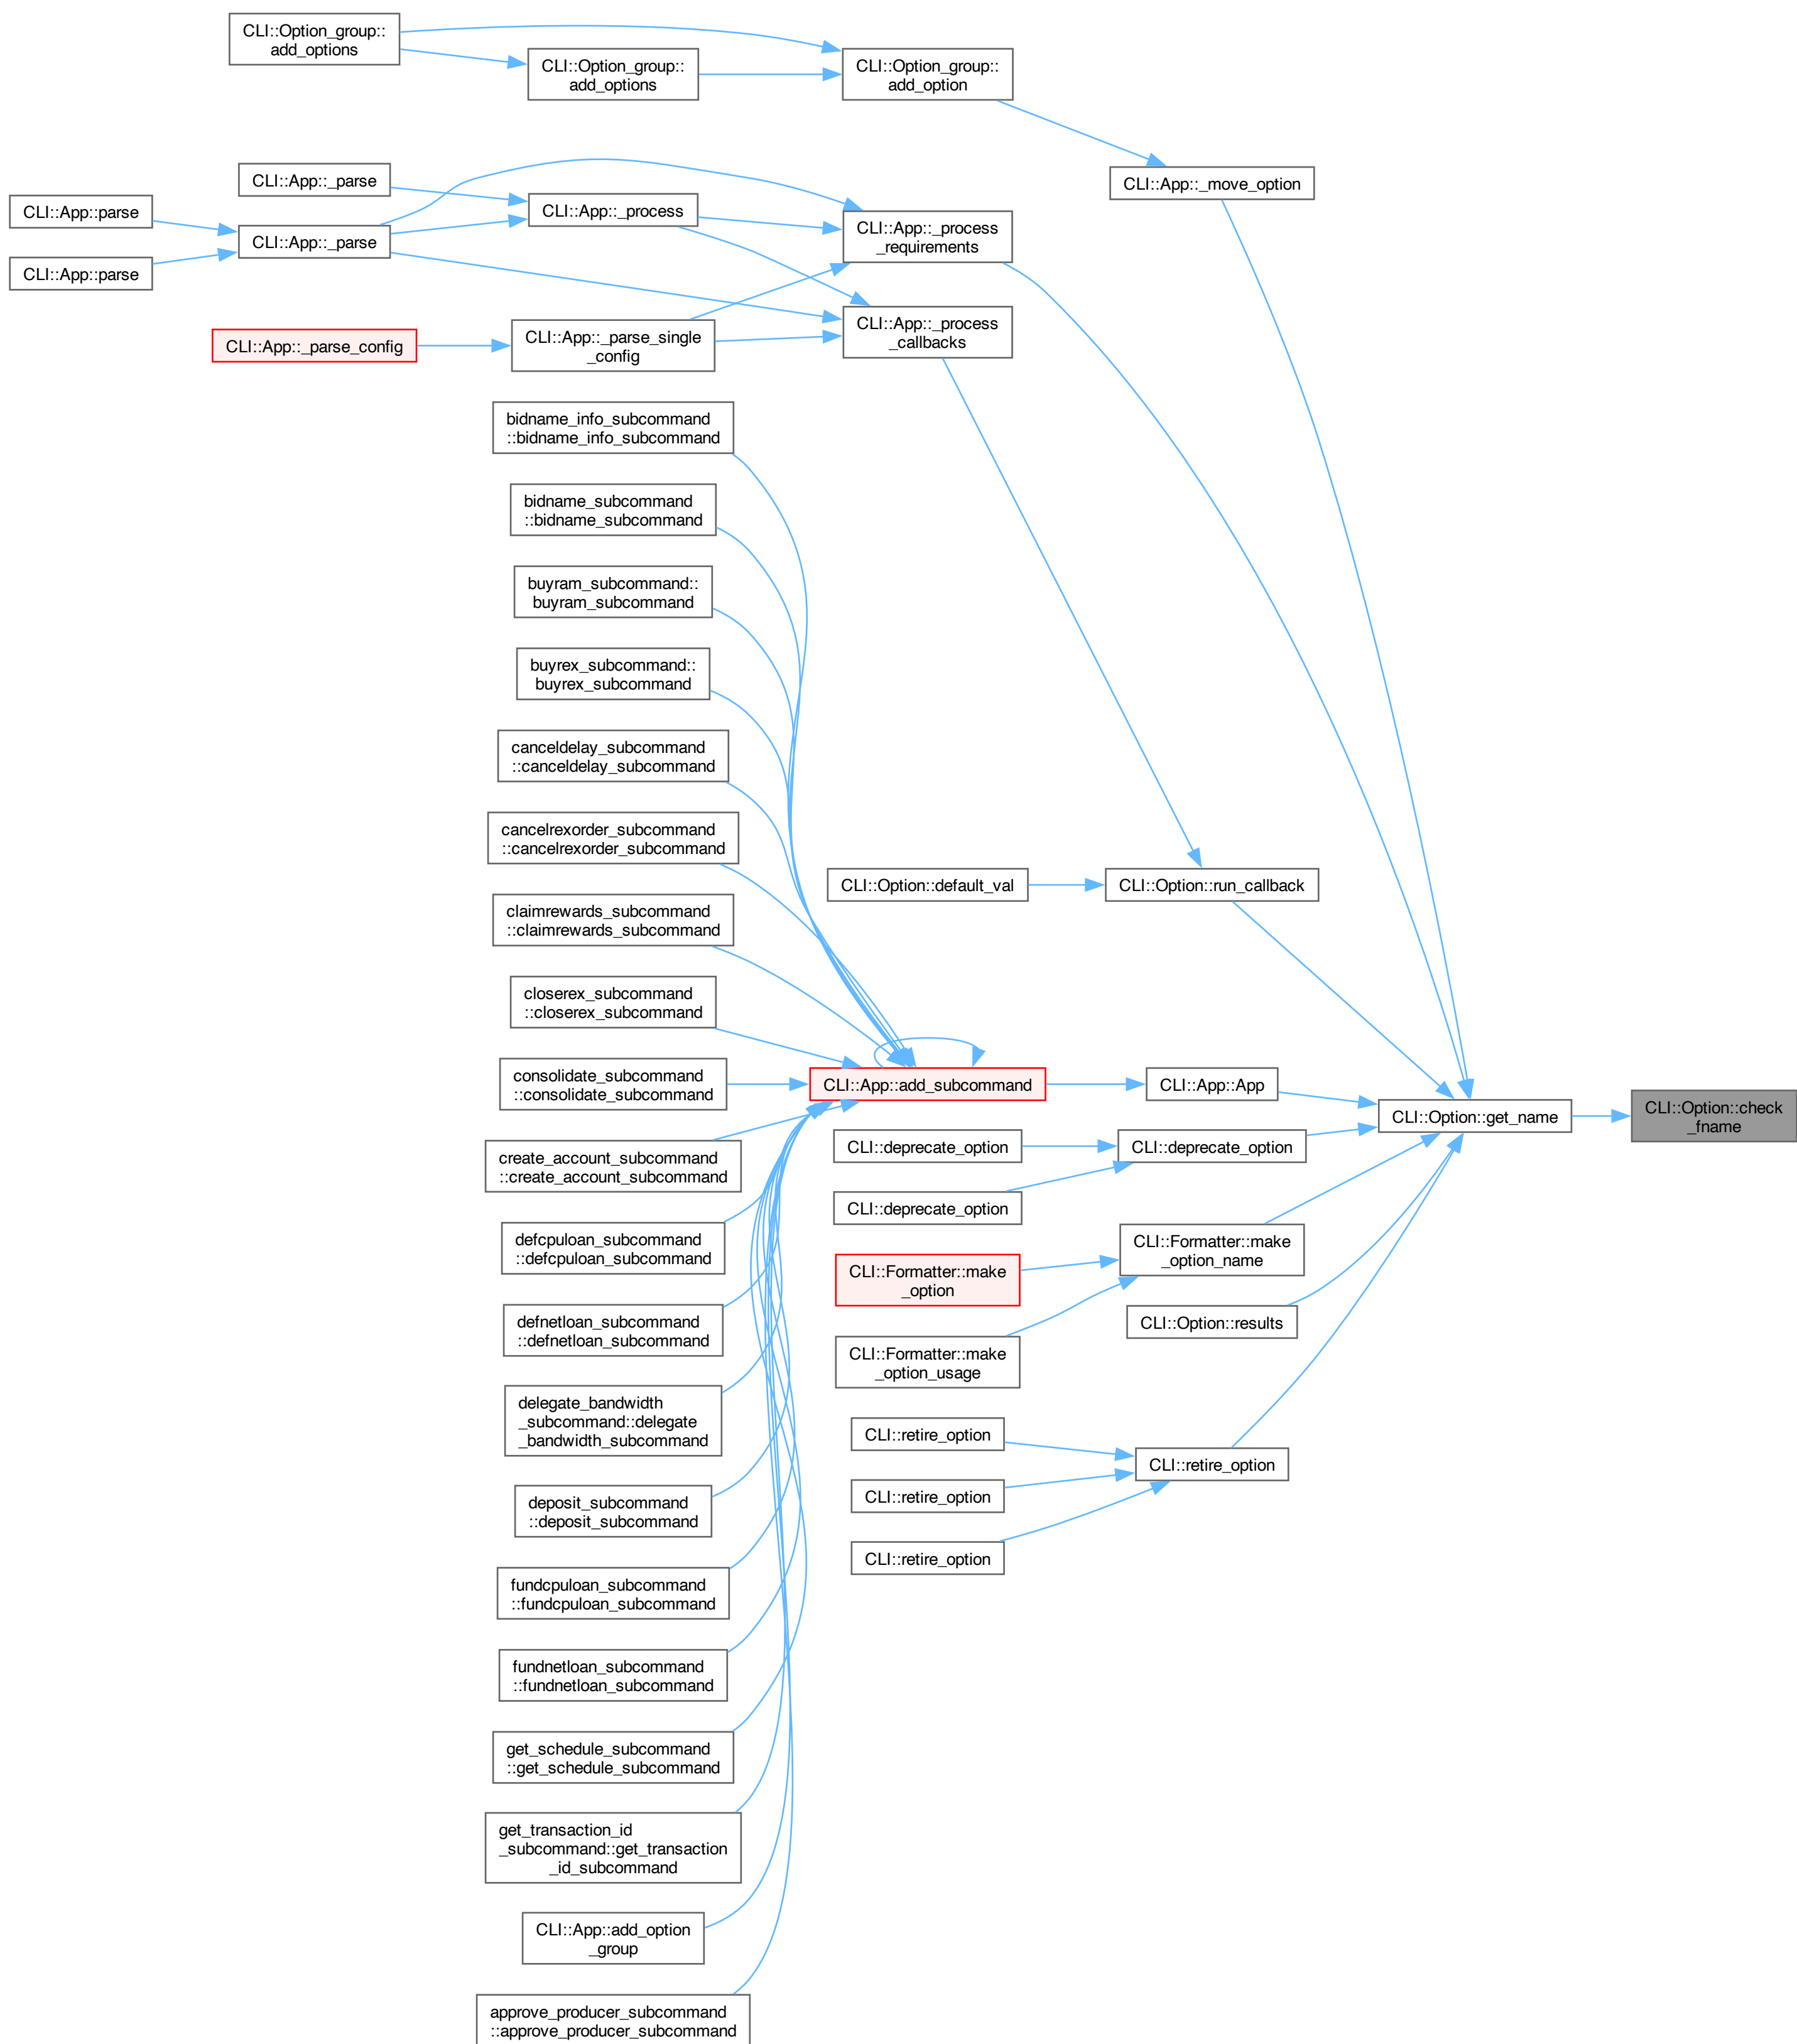 CLI::Option_group::
add_options
CLI::Option_group::
add_options
CLI::Option_group::
add_option
CLI::App::_parse
CLI::App::_move_option
CLI::App::parse
CLI::App::_process
CLI::App::_parse
CLI::App::_process
_requirements
CLI::App::parse
CLI::App::_process
_callbacks
CLI::App::_parse_config
CLI::App::_parse_single
_config
bidname_info_subcommand
::bidname_info_subcommand
bidname_subcommand
::bidname_subcommand
buyram_subcommand::
buyram_subcommand
buyrex_subcommand::
buyrex_subcommand
canceldelay_subcommand
::canceldelay_subcommand
cancelrexorder_subcommand
::cancelrexorder_subcommand
CLI::Option::default_val
CLI::Option::run_callback
claimrewards_subcommand
::claimrewards_subcommand
closerex_subcommand
::closerex_subcommand
consolidate_subcommand
::consolidate_subcommand
CLI::App::add_subcommand
CLI::App::App
CLI::Option::get_name
CLI::Option::check
_fname
create_account_subcommand
::create_account_subcommand
CLI::deprecate_option
CLI::deprecate_option
CLI::deprecate_option
defcpuloan_subcommand
::defcpuloan_subcommand
CLI::Formatter::make
_option_name
CLI::Formatter::make
_option
defnetloan_subcommand
::defnetloan_subcommand
CLI::Option::results
CLI::Formatter::make
_option_usage
delegate_bandwidth
_subcommand::delegate
_bandwidth_subcommand
CLI::retire_option
CLI::retire_option
CLI::retire_option
deposit_subcommand
::deposit_subcommand
CLI::retire_option
fundcpuloan_subcommand
::fundcpuloan_subcommand
fundnetloan_subcommand
::fundnetloan_subcommand
get_schedule_subcommand
::get_schedule_subcommand
get_transaction_id
_subcommand::get_transaction
_id_subcommand
CLI::App::add_option
_group
approve_producer_subcommand
::approve_producer_subcommand